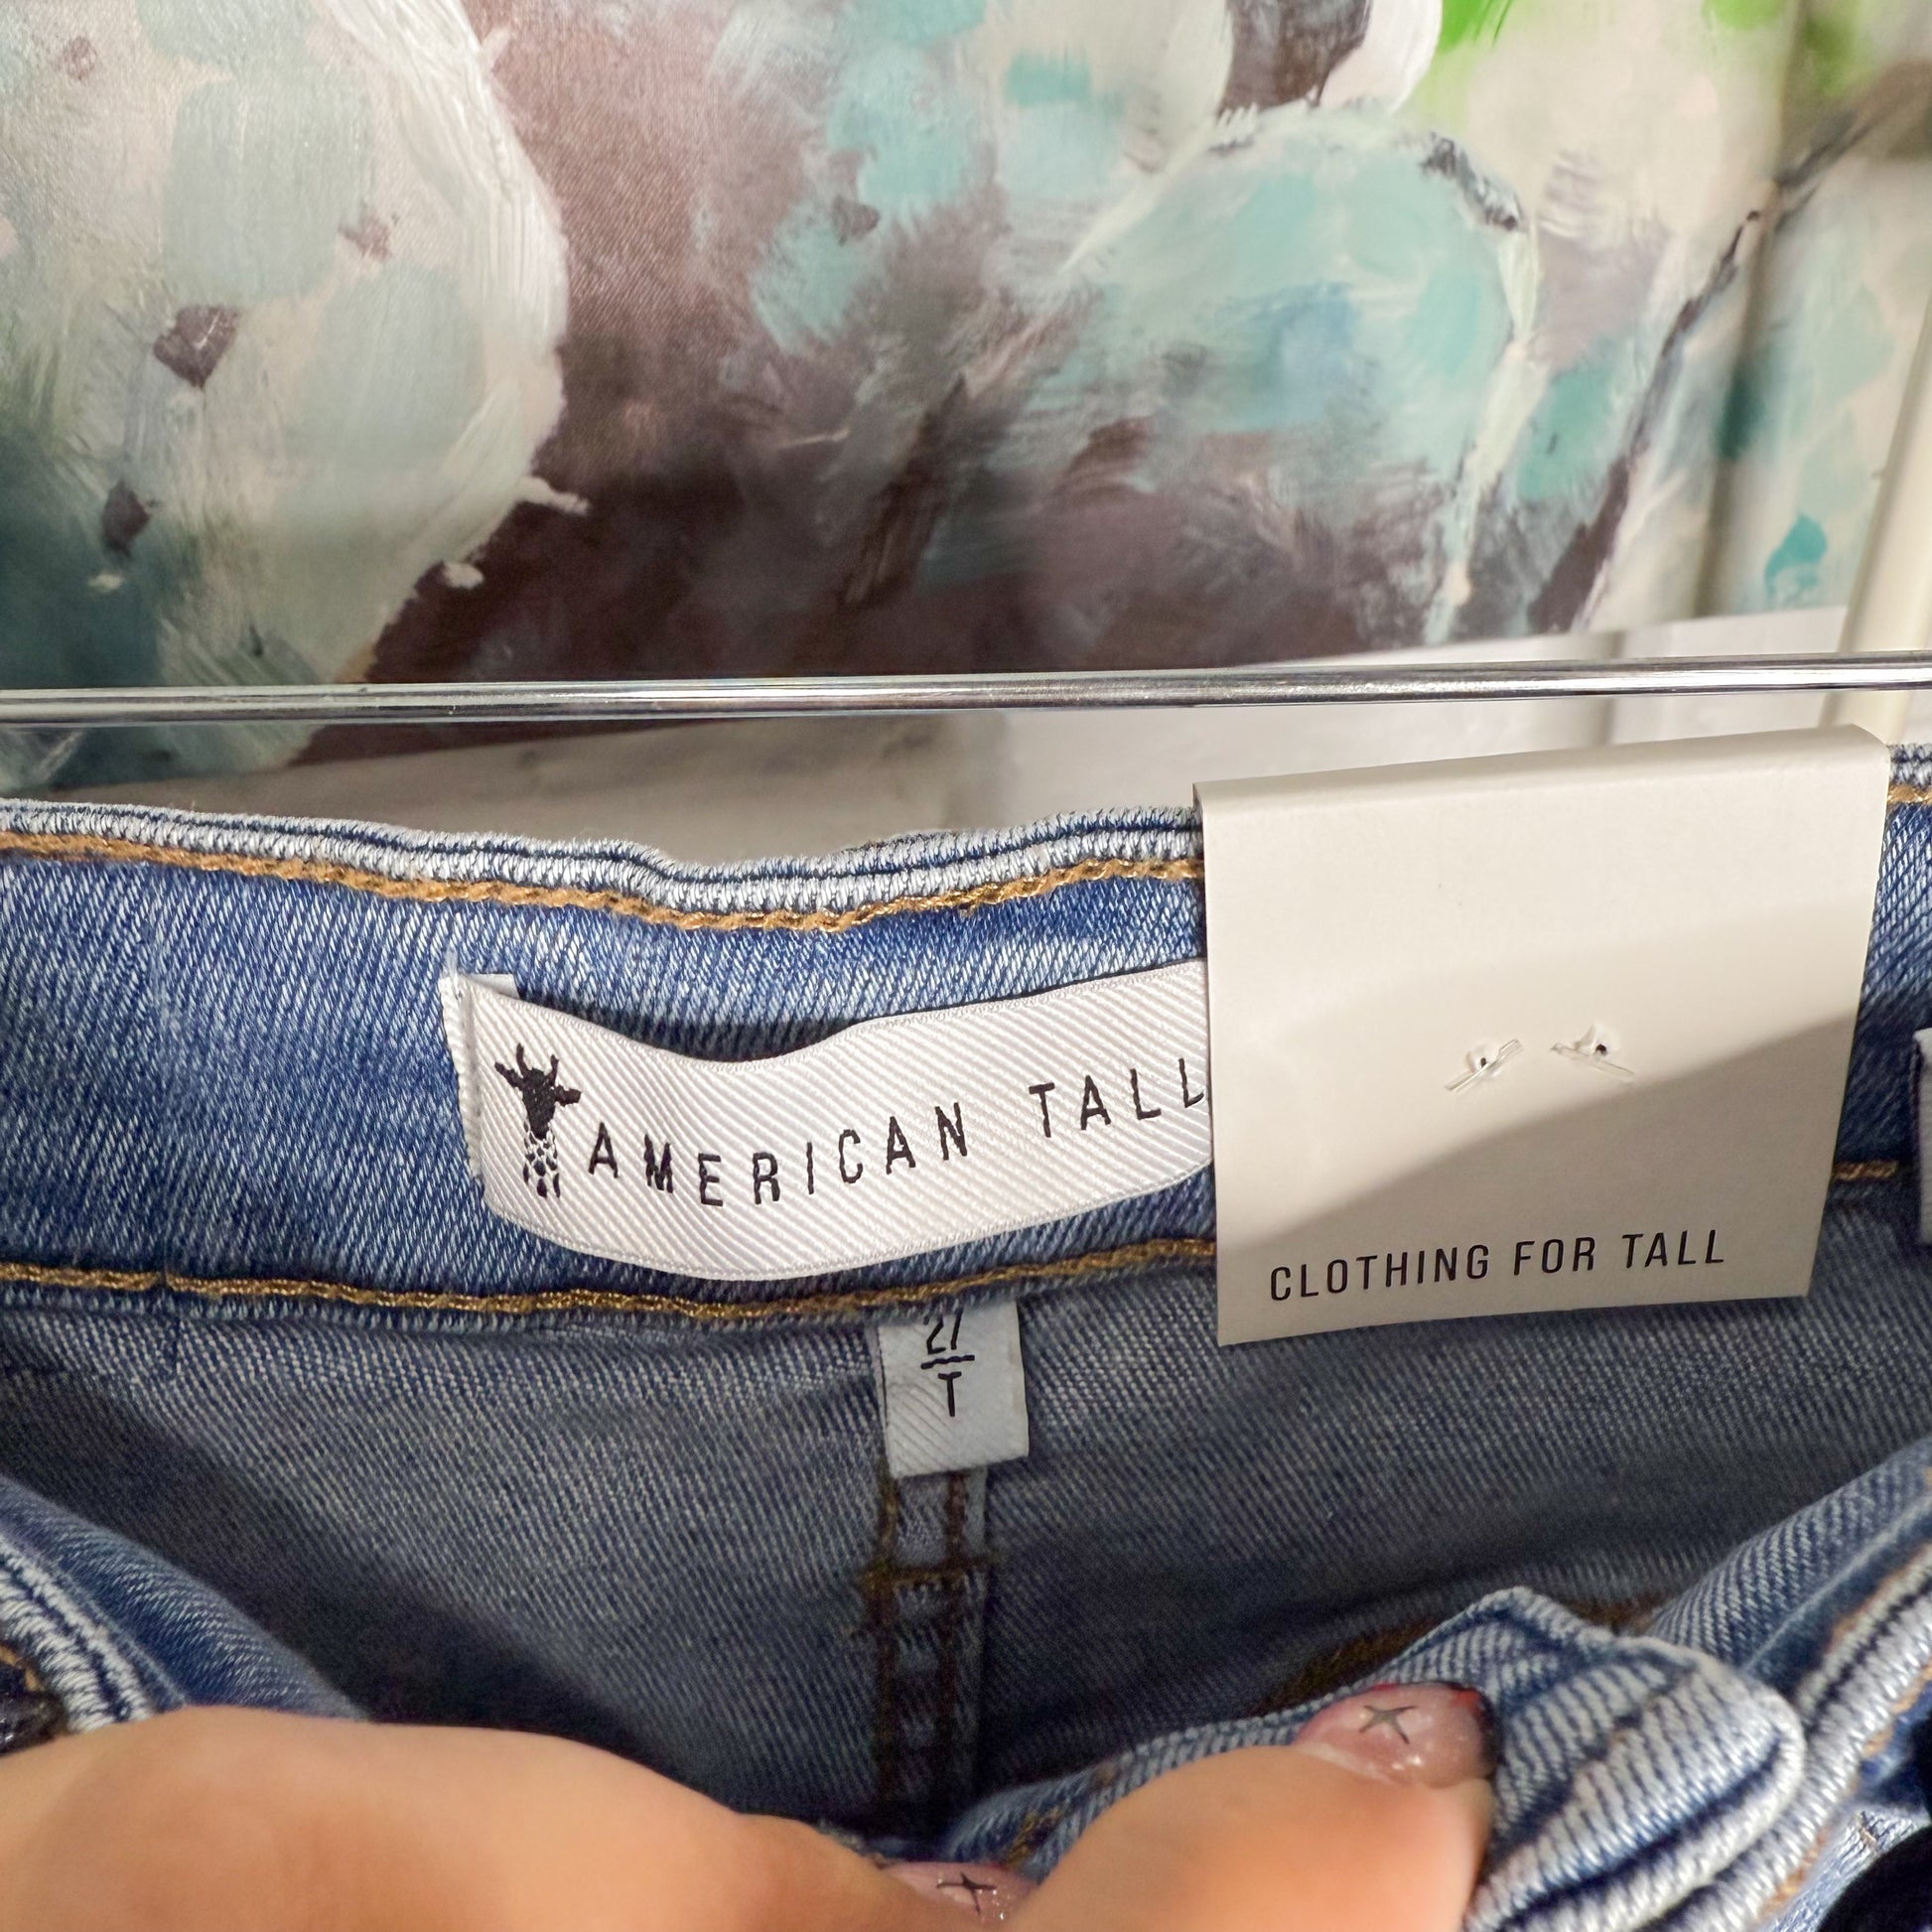 AMERICAN TALL
CLOTHING FOR TALL
27
T